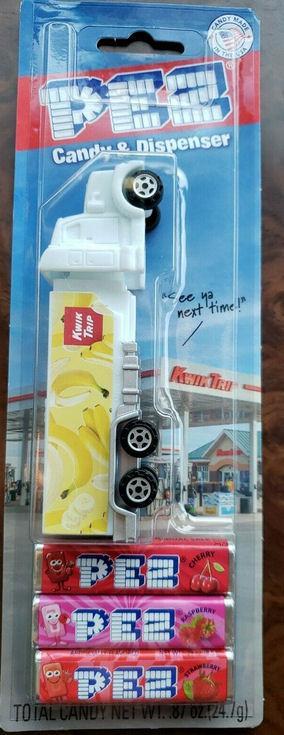 CANDY MADE
IN THE USA
PEZ
Candy & Dispenser
KWIK
TRIP
"See ya
next time!"
KWIK TRIP
PEZ
CHERRY
PEZ
RASPBERRY
PEZ
STRAWBERRY
TOTAL CANDY NET WT. .87 OZ. (24.7g)